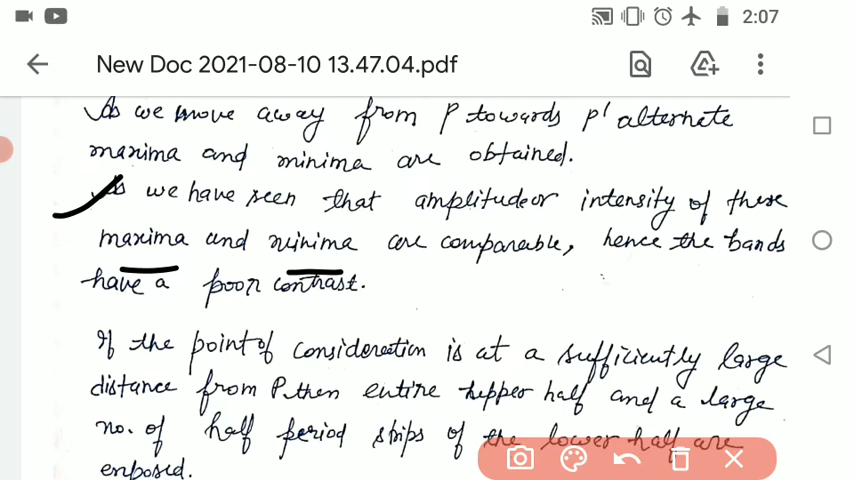 2:07
New Doc 2021-08-10 13.47.04.pdf
As we move away from P towards P' alternate
maxima and minima are obtained.
As we have seen that amplitude or intensity of these
maxima and minima are comparable, hence the bands
have a poor contrast.
If the point of consideration is at a sufficiently large
distance from P. then entire upper half and a large
no. of half period strips of the lower half are
exposed.